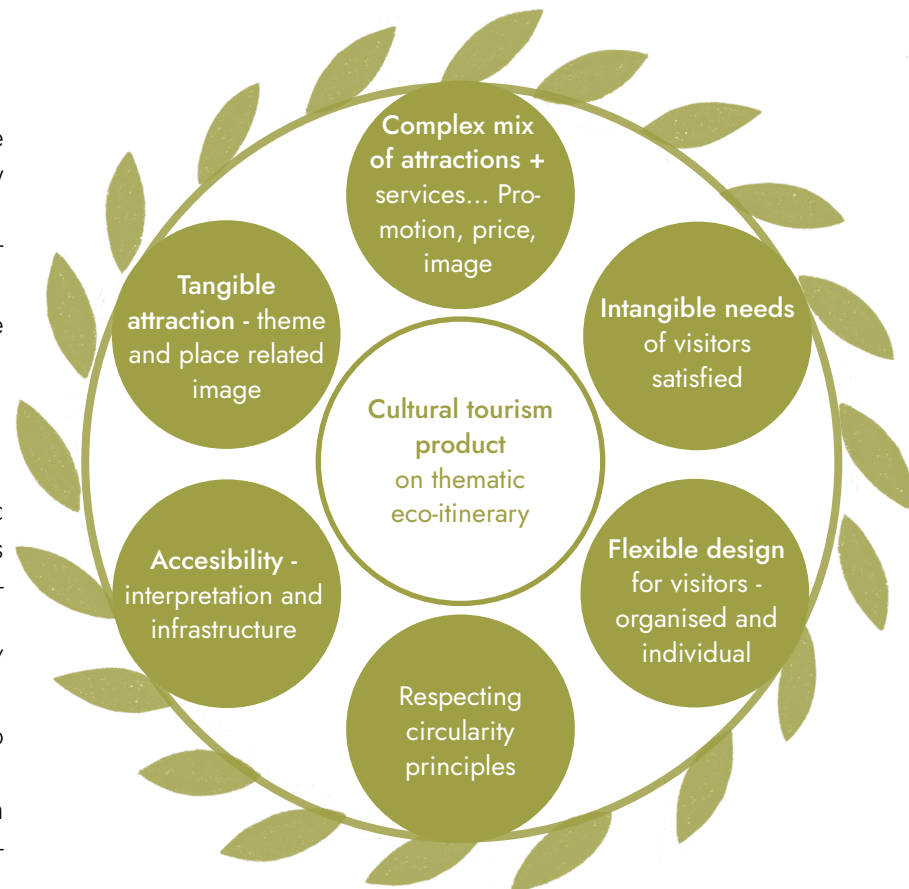 Complex mix
of attractions +
services... Pro-
motion, price,
image
Tangible
attraction - theme
and place related
image
Intangible needs
of visitors
satisfied
Cultural tourism
product
on thematic
eco-itinerary
Accesibility -
interpretation and
infrastructure
Flexible design
for visitors -
organised and
individual
Respecting
circularity
principles